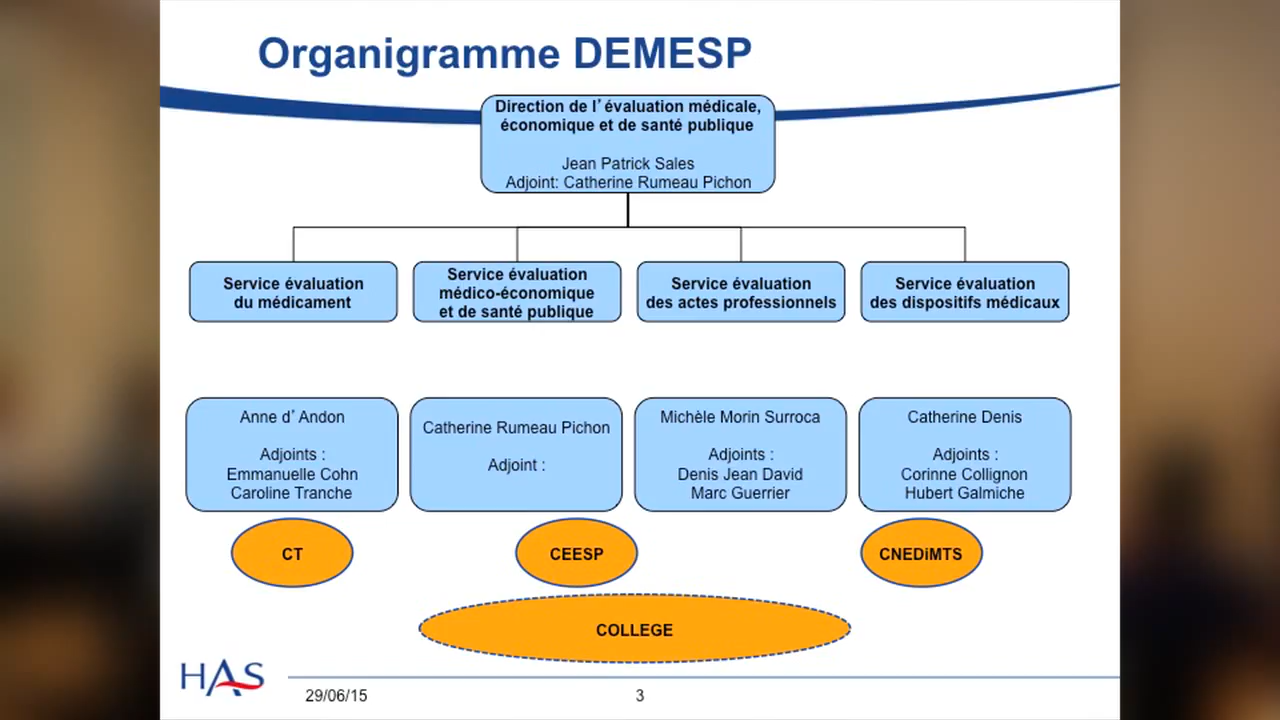 Organigramme DEMESP
Direction de l’évaluation médicale,
économique et de santé publique
Jean Patrick Sales
Adjoint: Catherine Rumeau Pichon
Service évaluation
du médicament
Service évaluation
médico-économique
et de santé publique
Service évaluation
des actes professionnels
Service évaluation
des dispositifs médicaux
Anne d’Andon
Adjoints :
Emmanuelle Cohn
Caroline Tranche
Catherine Rumeau Pichon
Adjoint :
Michèle Morin Surroca
Adjoints :
Denis Jean David
Marc Guerrier
Catherine Denis
Adjoints :
Corinne Collignon
Hubert Galmiche
CT
CEESP
CNEDiMTS
COLLEGE
HAS
29/06/15
3